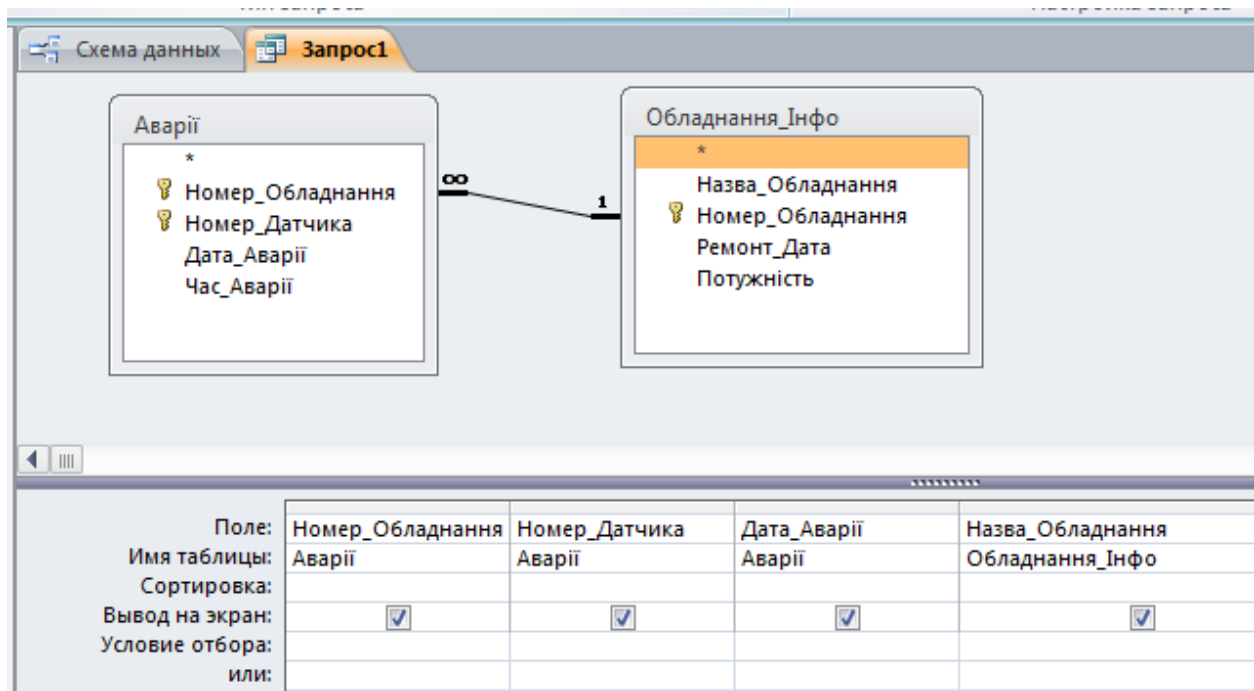 Схема данных Запрос1
Аварії
*
Номер_Обладнання
Номер_Датчика
Дата_Аварії
Час_Аварії
∞ 1
Обладнання_Інфо
*
Назва_Обладнання
Номер_Обладнання
Ремонт_Дата
Потужність
Поле: Номер_Обладнання Номер_Датчика Дата_Аварії Назва_Обладнання
Имя таблицы: Аварії Аварії Аварії Обладнання_Інфо
Сортировка:
Вывод на экран:
Условие отбора:
или: